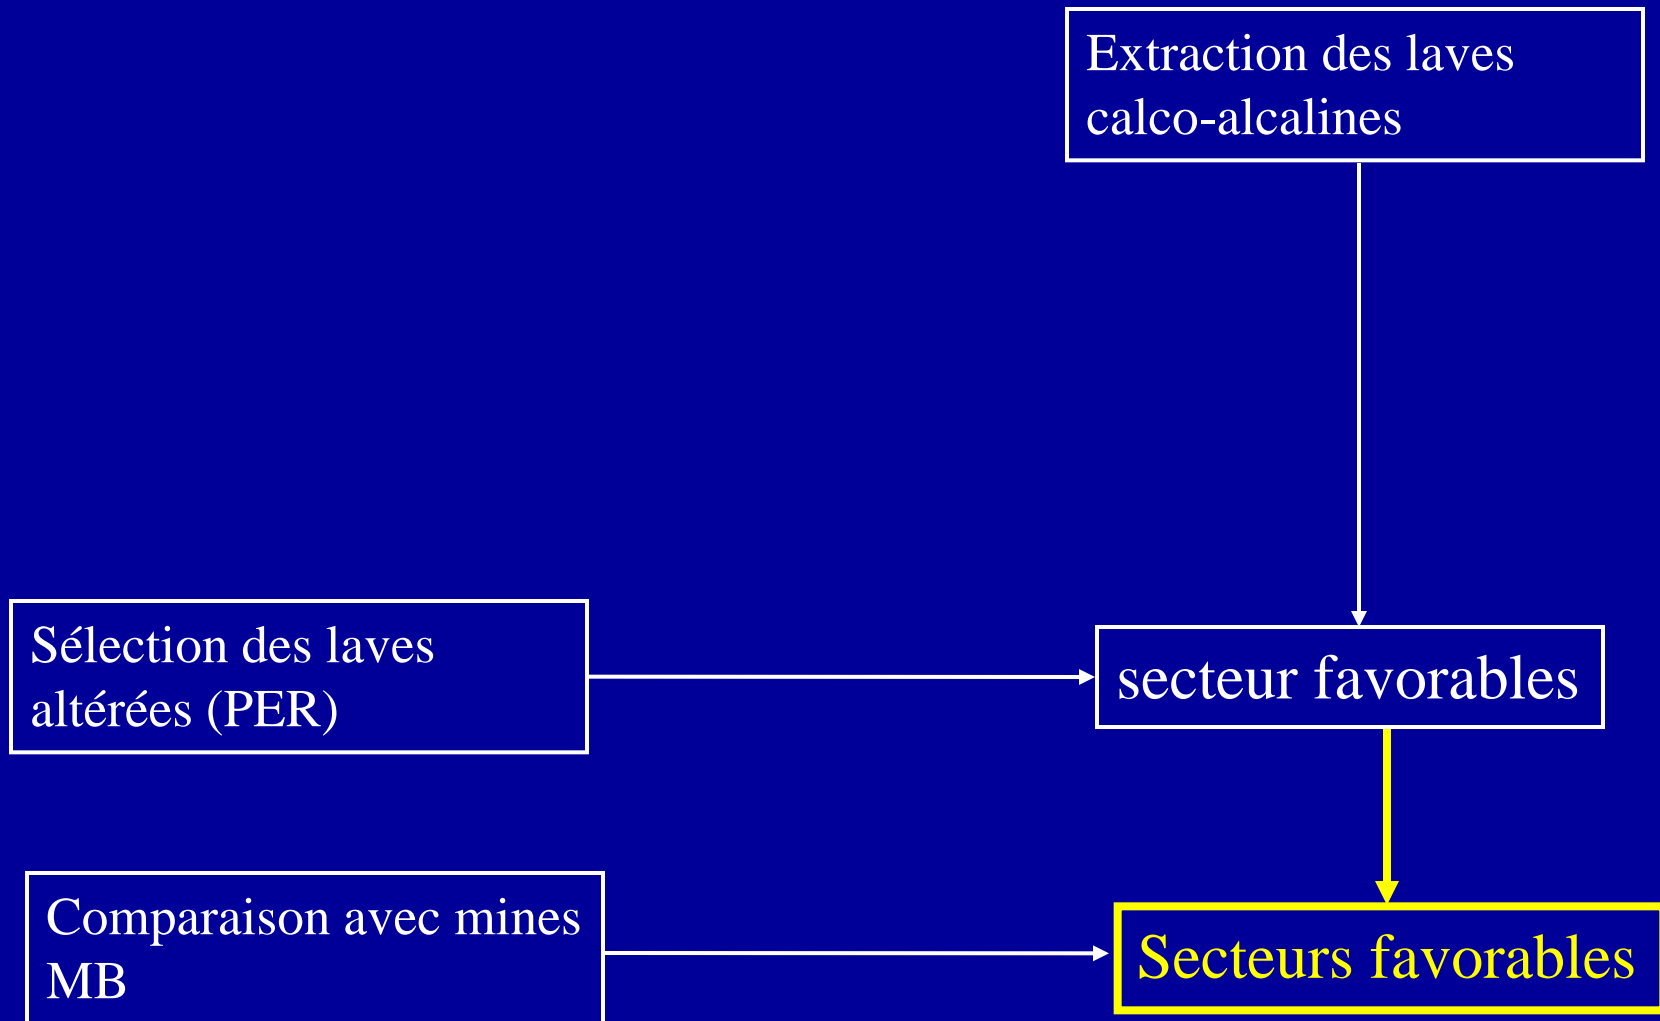 Extraction des laves
calco-alcalines
Sélection des laves
altérées (PER)
secteur favorables
Comparaison avec mines
MB
Secteurs favorables